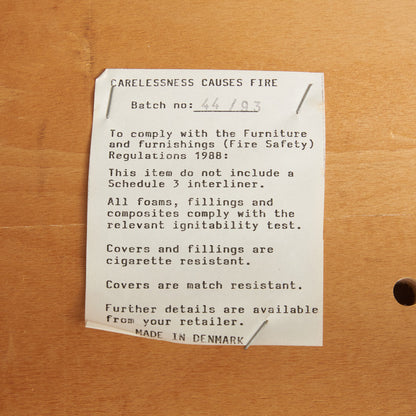 CARELESSNESS CAUSES FIRE
Batch no: 44/93
To comply with the Furniture
and furnishings (Fire Safety)
Regulations 1988:
This item do not include a
Schedule 3 interliner.
All foams, fillings and
composites comply with the
relevant ignitability test.
Covers and fillings are
cigarette resistant.
Covers are match resistant.
Further details are available
from your retailer.
MADE IN DENMARK